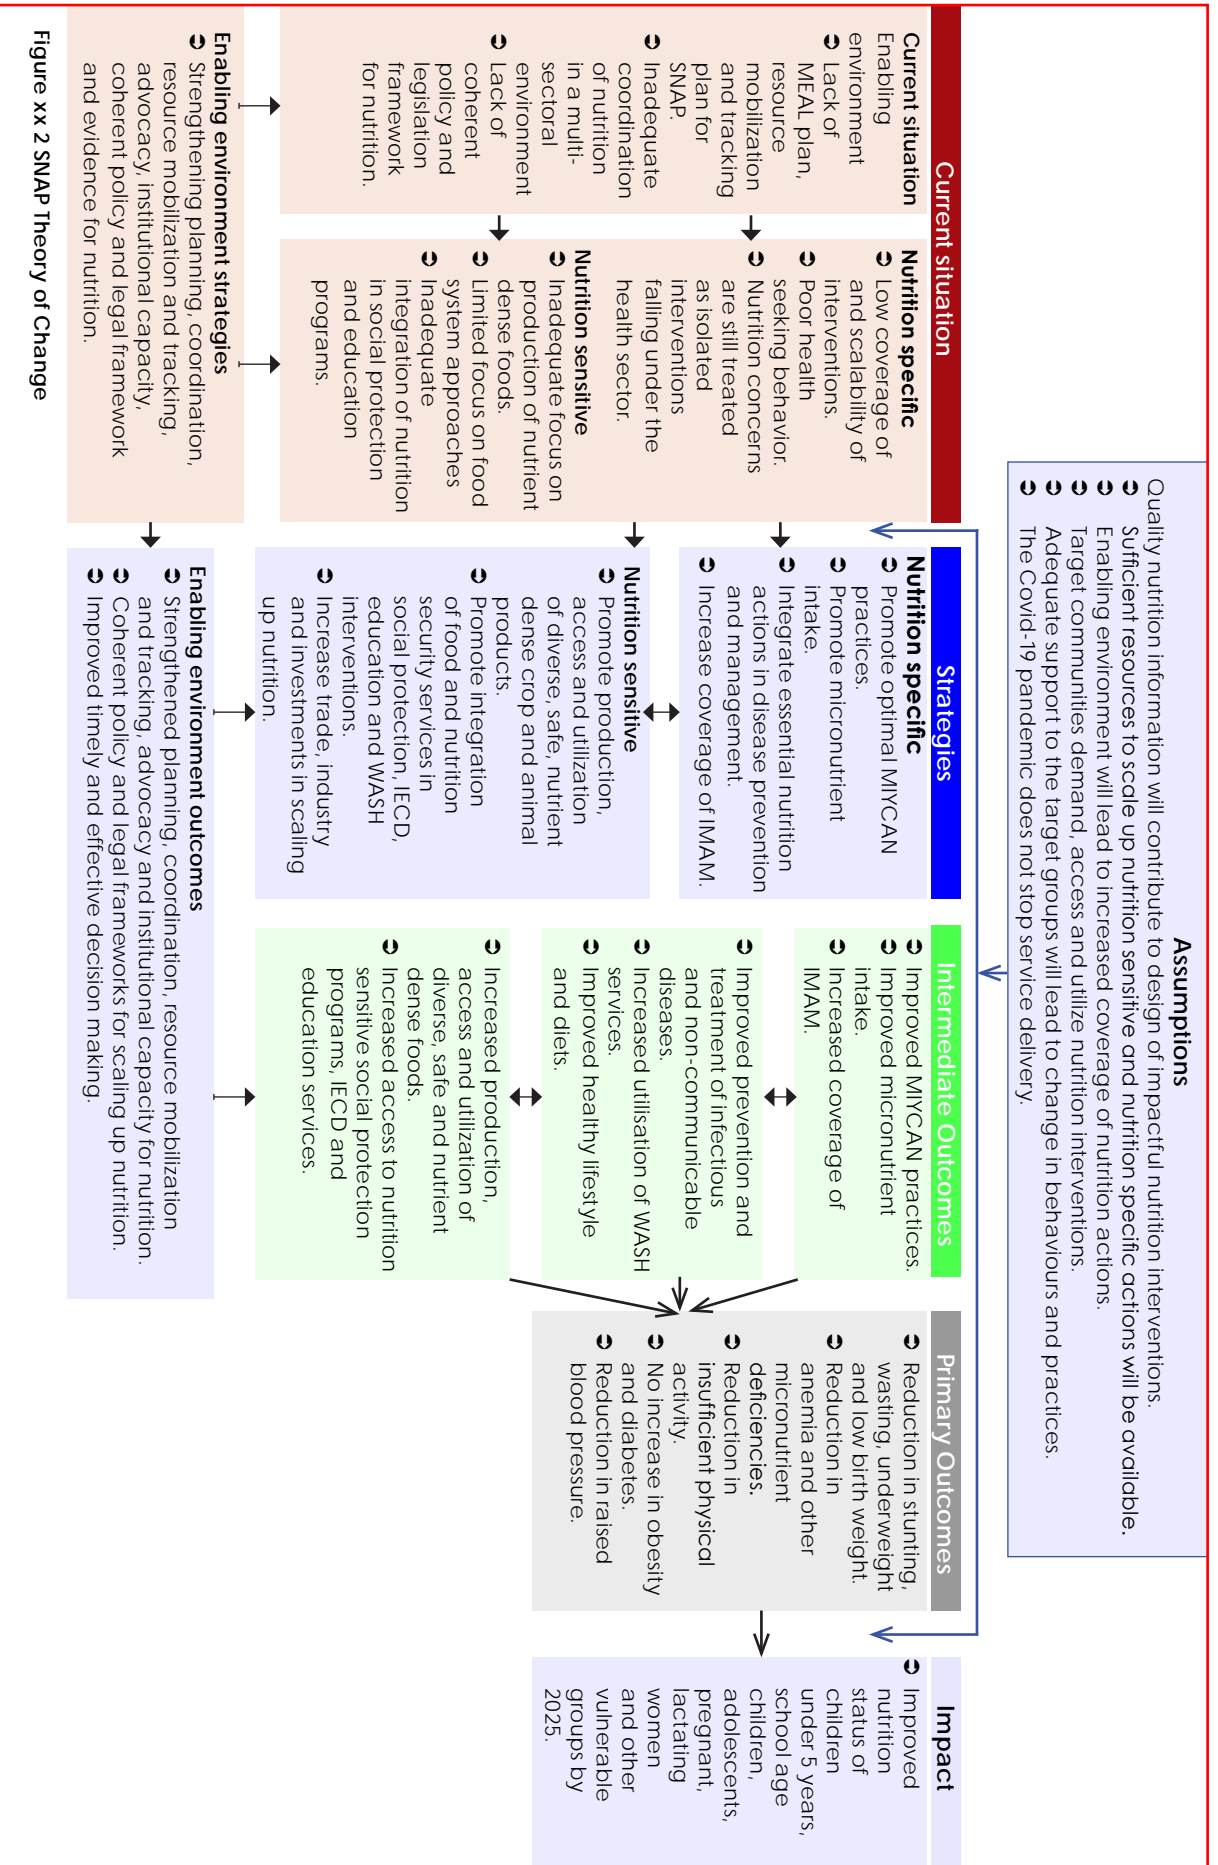 Assumptions
Quality nutrition information will contribute to design of impactful nutrition interventions.
➲ Sufficient resources to scale up nutrition sensitive and nutrition specific actions will be available.
➲ Enabling environment will lead to increased coverage of nutrition actions.
➲ Target communities demand, access and utilize nutrition interventions.
➲ Adequate support to the target groups will lead to change in behaviours and practices.
➲ The Covid-19 pandemic does not stop service delivery.
Current situation
Current situation
Enabling
environment
➲ Lack of
MEAL plan,
resource
mobilization
and tracking
plan for
SNAP.
➲ Inadequate
coordination
of nutrition
in a multi-
sectoral
environment
➲ Lack of
coherent
policy and
legislation
framework
for nutrition.
Nutrition specific
➲ Low coverage of
and scalability of
interventions.
➲ Poor health
seeking behavior.
➲ Nutrition concerns
are still treated
as isolated
interventions
falling under the
health sector.
Nutrition sensitive
➲ Inadequate focus on
production of nutrient
dense foods.
➲ Limited focus on food
system approaches
➲ Inadequate
integration of nutrition
in social protection
and education
programs.
Enabling environment strategies
➲ Strengthening planning, coordination,
resource mobilization and tracking,
advocacy, institutional capacity,
coherent policy and legal framework
and evidence for nutrition.
Strategies
Nutrition specific
➲ Promote optimal MIYCAN
practices.
➲ Promote micronutrient
intake.
➲ Integrate essential nutrition
actions in disease prevention
and management.
➲ Increase coverage of IMAM.
Nutrition sensitive
➲ Promote production,
access and utilization
of diverse, safe, nutrient
dense crop and animal
products.
➲ Promote integration
of food and nutrition
security services in
social protection, IECD,
education and WASH
interventions.
➲ Increase trade, industry
and investments in scaling
up nutrition.
Enabling environment outcomes
➲ Strengthened planning, coordination, resource mobilization
and tracking, advocacy and institutional capacity for nutrition.
➲ Coherent policy and legal frameworks for scaling up nutrition.
➲ Improved timely and effective decision making.
Intermediate Outcomes
➲ Improved MIYCAN practices.
➲ Improved micronutrient
intake.
➲ Increased coverage of
IMAM.
➲ Improved prevention and
treatment of infectious
and non-communicable
diseases.
➲ Increased utilisation of WASH
services.
➲ Improved healthy lifestyle
and diets.
➲ Increased production,
access and utilization of
diverse, safe and nutrient
dense foods.
➲ Increased access to nutrition
sensitive social protection
programs, IECD and
education services.
Primary Outcomes
➲ Reduction in stunting,
wasting, underweight
and low birth weight.
➲ Reduction in
anemia and other
micronutrient
deficiencies.
➲ Reduction in
insufficient physical
activity.
➲ No increase in obesity
and diabetes.
➲ Reduction in raised
blood pressure.
Impact
➲ Improved
nutrition
status of
children
under 5 years,
school age
children,
adolescents,
pregnant,
lactating
women
and other
vulnerable
groups by
2025.
Figure xx 2 SNAP Theory of Change